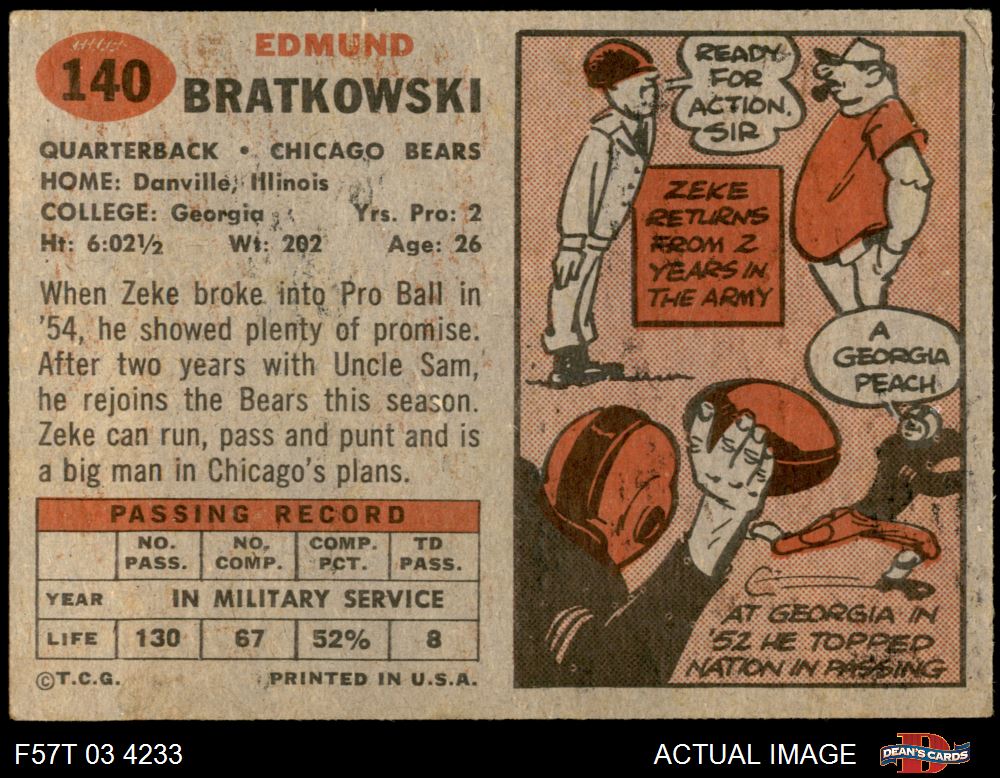 140
EDMUND
BRATKOWSKI
QUARTERBACK • CHICAGO BEARS
HOME: Danville, Illinois
COLLEGE: Georgia Yrs. Pro: 2
Ht: 6:02½ Wt: 202 Age: 26
When Zeke broke into Pro Ball in
'54, he showed plenty of promise.
After two years with Uncle Sam,
he rejoins the Bears this season.
Zeke can run, pass and punt and is
a big man in Chicago's plans.
PASSING RECORD
NO. PASS. NO. COMP. COMP. PCT. TD PASS.
YEAR IN MILITARY SERVICE
LIFE 130 67 52% 8
©T.C.G. PRINTED IN U.S.A.
READY
FOR
ACTION,
SIR
ZEKE
RETURNS
FROM 2
YEARS IN
THE ARMY
A
GEORGIA
PEACH
AT GEORGIA IN
'52 HE TOPPED
NATION IN PASSING
F57T 03 4233 ACTUAL IMAGE DEAN'S CARDS